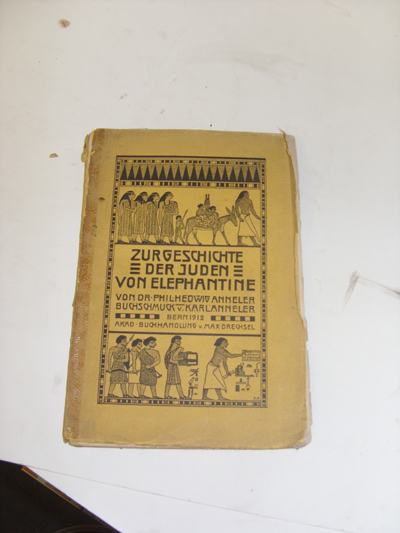 ZUR GESCHICHTE
DER JUDEN
VON ELEPHANTINE
VON DR·PHIL HEDWIG ANNELER
BUCHSCHMUCK V. KARL ANNELER
BERN 1912
AKAD·BUCHHANDLUNG V. MAX DRECHSEL